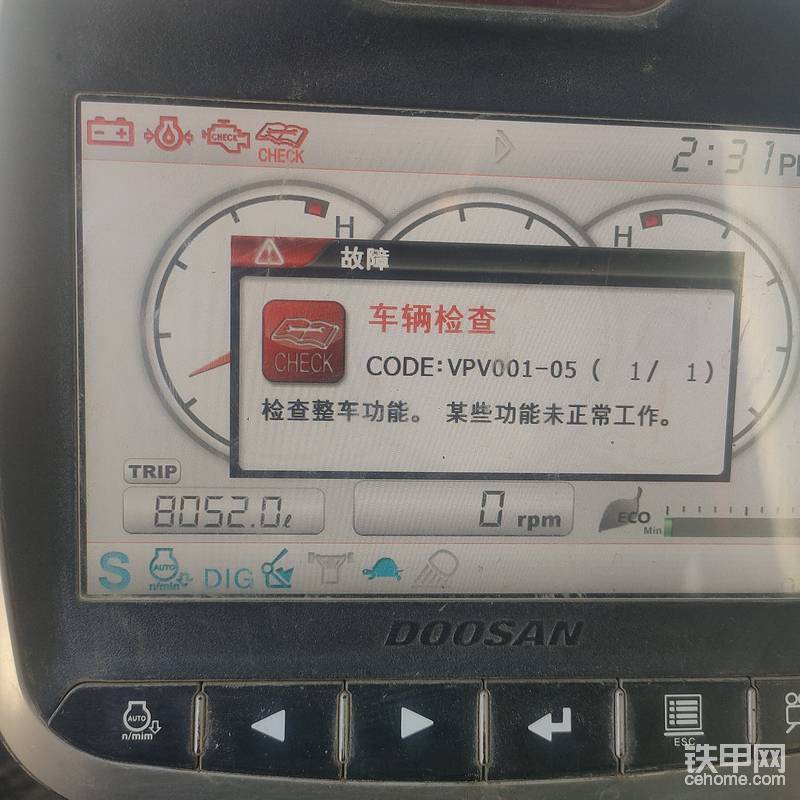 CHECK
CHECK
2:31 P
H
H
故障
车辆检查
CHECK
CODE:VPV001-05 ( 1/ 1)
检查整车功能。 某些功能未正常工作。
TRIP
8052.0ℓ
0 rpm
ECO
Min
S
AUTO
n/min
DIG
DOOSAN
AUTO
n/mim
ESC
铁甲网
cehome.com